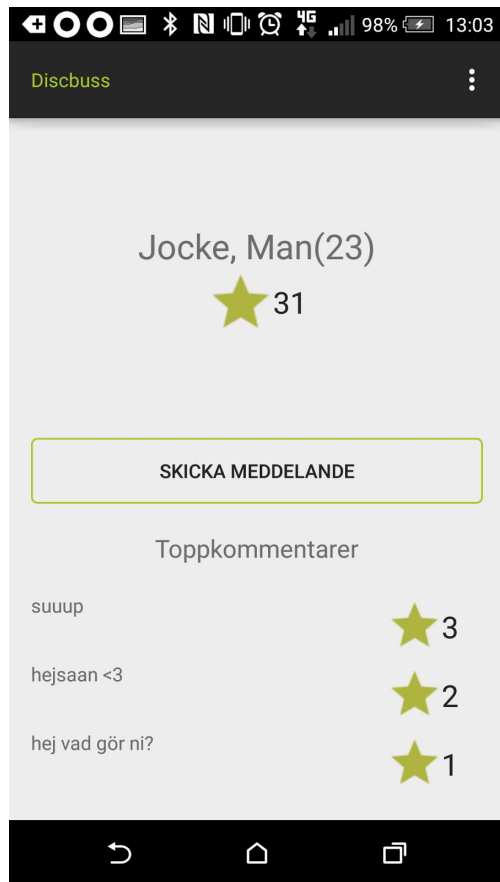 4G 98% 13:03
Discbuss
Jocke, Man(23)
31
SKICKA MEDDELANDE
Toppkommentarer
suuup 3
hejsaan <3 2
hej vad gör ni? 1